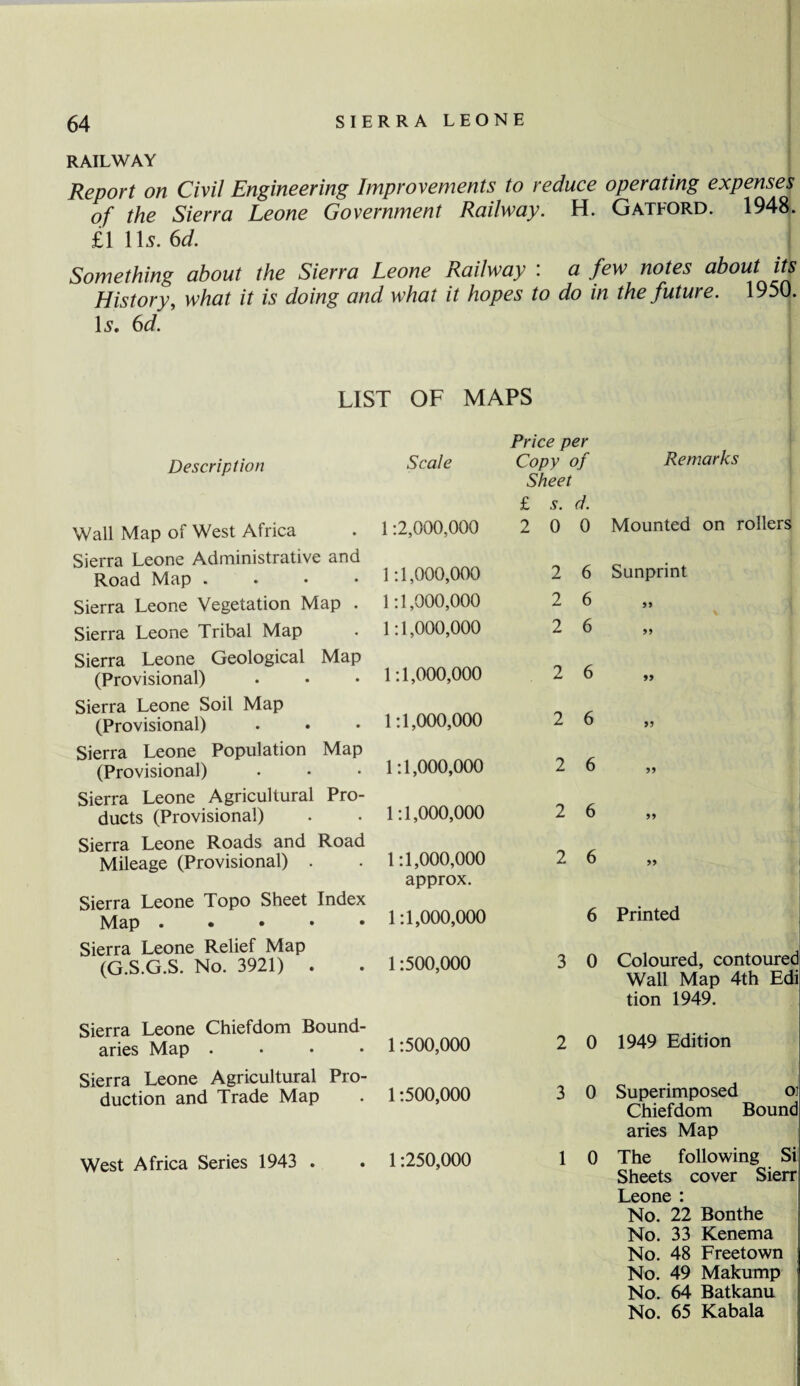 64 SIERRA LEONE
RAILWAY
Report on Civil Engineering Improvements to reduce operating expenses
of the Sierra Leone Government Railway. H. GATFORD. 1948.
£1 11s. 6d.
Something about the Sierra Leone Railway : a few notes about its
History, what it is doing and what it hopes to do in the future. 1950.
1s. 6d.
LIST OF MAPS
Description Scale Price per Copy of Sheet Remarks
£ s. d.
Wall Map of West Africa . 1:2,000,000 2 0 0 Mounted on rollers
Sierra Leone Administrative and
Road Map . . . . 1:1,000,000 2 6 Sunprint
Sierra Leone Vegetation Map . 1:1,000,000 2 6 ,,
Sierra Leone Tribal Map . 1:1,000,000 2 6 ,,
Sierra Leone Geological Map
(Provisional) . . . 1:1,000,000 2 6 ,,
Sierra Leone Soil Map
(Provisional) . . . 1:1,000,000 2 6 ,,
Sierra Leone Population Map
(Provisional) . . . 1:1,000,000 2 6 ,,
Sierra Leone Agricultural Pro-
ducts (Provisional) . . 1:1,000,000 2 6 ,,
Sierra Leone Roads and Road
Mileage (Provisional) . . 1:1,000,000 2 6 ,,
approx.
Sierra Leone Topo Sheet Index
Map . . . . . 1:1,000,000 6 Printed
Sierra Leone Relief Map
(G.S.G.S. No. 3921) . . 1:500,000 3 0 Coloured, contoured
Wall Map 4th Edi
tion 1949.
Sierra Leone Chiefdom Bound-
aries Map . . . . 1:500,000 2 0 1949 Edition
Sierra Leone Agricultural Pro-
duction and Trade Map . 1:500,000 3 0 Superimposed o
Chiefdom Bound
aries Map
West Africa Series 1943 . . 1:250,000 1 0 The following Si
Sheets cover Sierr
Leone :
No. 22 Bonthe
No. 33 Kenema
No. 48 Freetown
No. 49 Makump
No. 64 Batkanu
No. 65 Kabala